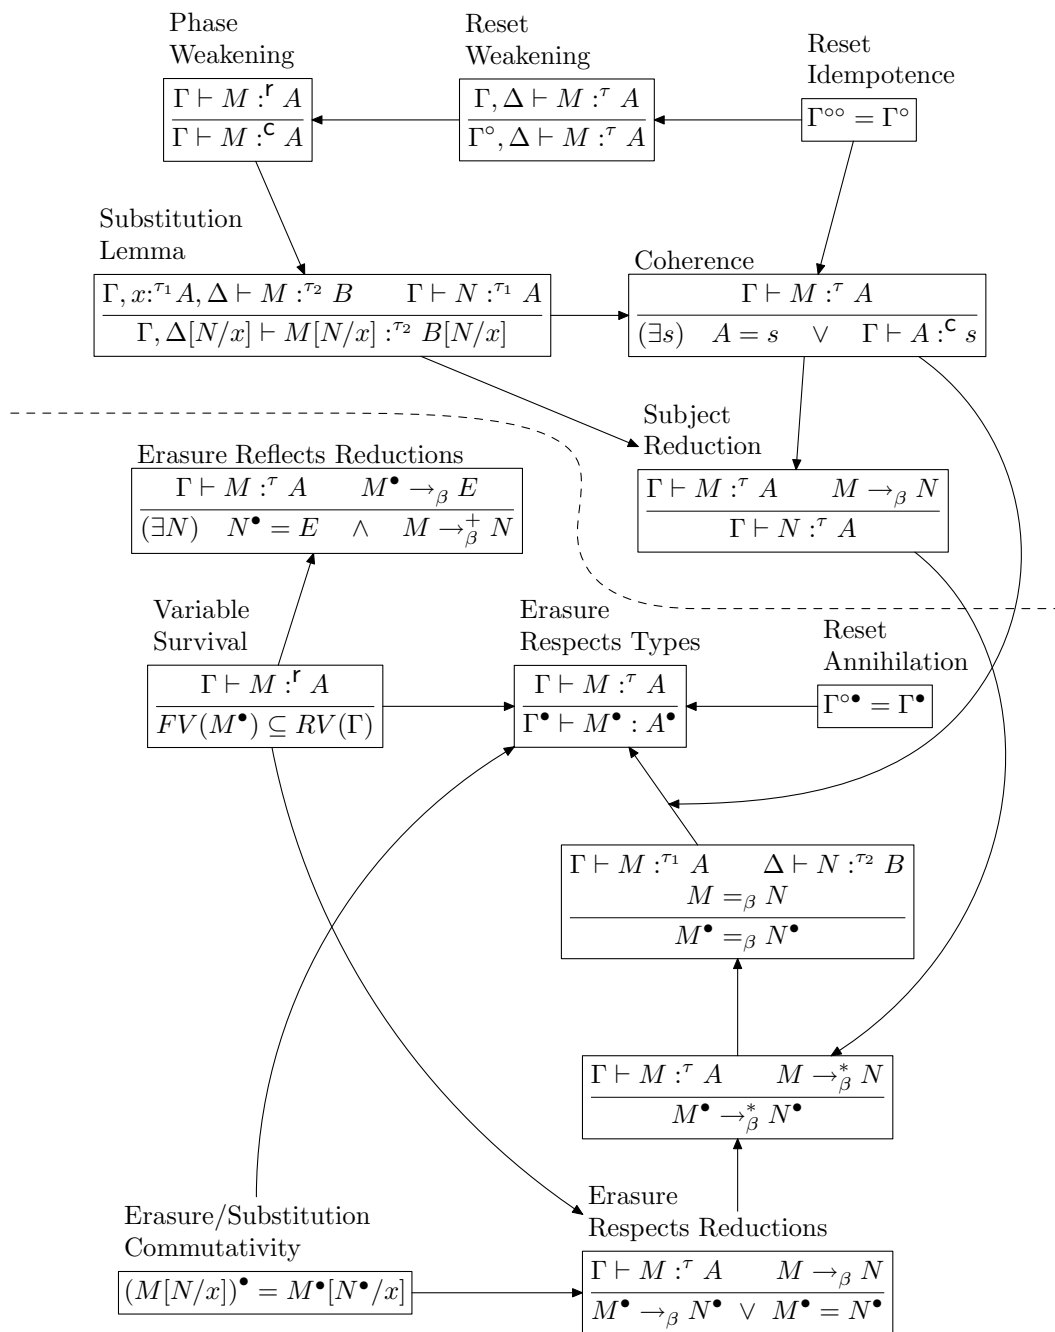 Phase
Weakening
Γ ⊢ M :ʳ A
Γ ⊢ M :ᶜ A
Reset
Weakening
Γ, Δ ⊢ M :^τ A
Γ°, Δ ⊢ M :^τ A
Reset
Idempotence
Γ°° = Γ°
Substitution
Lemma
Γ, x:^τ₁ A, Δ ⊢ M :^τ₂ B    Γ ⊢ N :^τ₁ A
Γ, Δ[N/x] ⊢ M[N/x] :^τ₂ B[N/x]
Coherence
Γ ⊢ M :^τ A
(∃s)  A = s  ∨  Γ ⊢ A :ᶜ s
Subject
Reduction
Γ ⊢ M :^τ A    M →_β N
Γ ⊢ N :^τ A
Erasure Reflects Reductions
Γ ⊢ M :^τ A    M• →_β E
(∃N)  N• = E  ∧  M →_β^+ N
Variable
Survival
Γ ⊢ M :ʳ A
FV(M•) ⊆ RV(Γ)
Erasure
Respects Types
Γ ⊢ M :^τ A
Γ• ⊢ M• : A•
Reset
Annihilation
Γ°• = Γ•
Γ ⊢ M :^τ₁ A    Δ ⊢ N :^τ₂ B
M =_β N
M• =_β N•
Γ ⊢ M :^τ A    M →_β^* N
M• →_β^* N•
Erasure/Substitution
Commutativity
(M[N/x])• = M•[N•/x]
Erasure
Respects Reductions
Γ ⊢ M :^τ A    M →_β N
M• →_β N• ∨ M• = N•